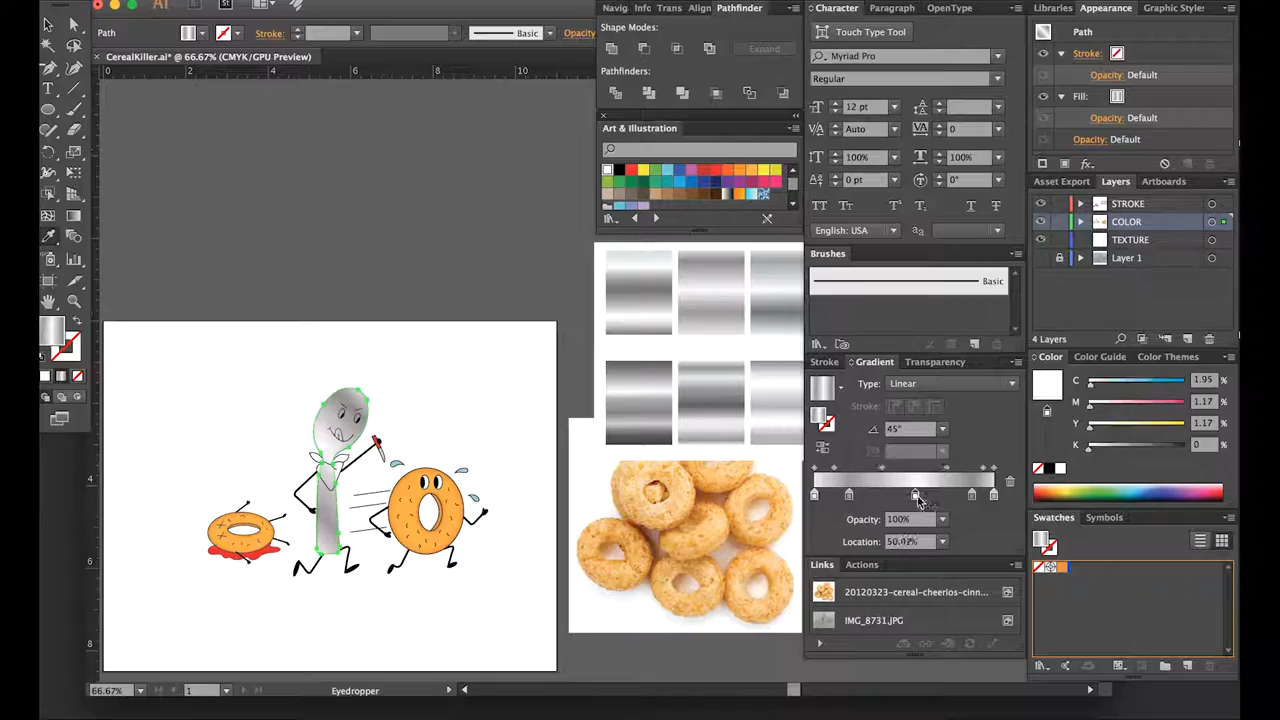 Ai
Br
St
Path
Stroke:
Basic
Opacity
CerealKiller.ai* @ 66.67% (CMYK/GPU Preview)
0
2
4
6
8
10
4
6
8
Navig
Info
Trans
Align
Pathfinder
Shape Modes:
Expand
Pathfinders:
Art & Illustration
Character
Paragraph
OpenType
Touch Type Tool
Myriad Pro
Regular
12 pt
Auto
0
100%
100%
0 pt
0°
English: USA
Brushes
Basic
Stroke
Gradient
Transparency
Type:
Linear
Stroke:
45°
Opacity:
100%
Location:
Links
Actions
20120323-cereal-cheerios-cinn...
IMG_8731.JPG
Libraries
Appearance
Graphic Style:
Path
Stroke:
Opacity: Default
Fill:
Opacity: Default
Opacity: Default
fx
Asset Export
Layers
Artboards
STROKE
COLOR
TEXTURE
Layer 1
4 Layers
Color
Color Guide
Color Themes
C
1.95
%
M
1.17
%
Y
1.17
%
K
0
%
Swatches
Symbols
66.67%
1
Eyedropper